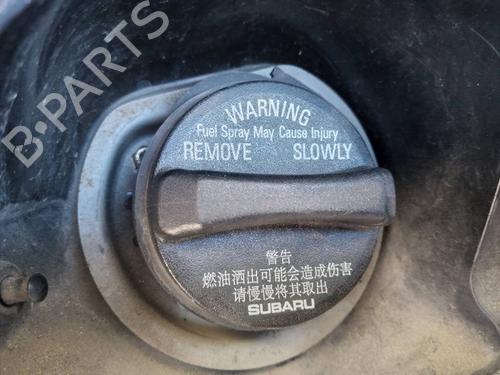 B-PARTS
WARNING
Fuel Spray May Cause Injury
REMOVE SLOWLY
警告
燃油洒出可能会造成伤害
请慢慢将其取出
SUBARU